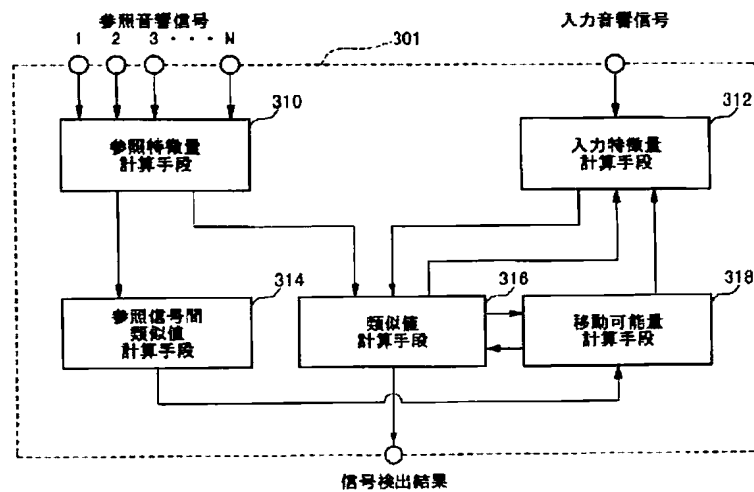 参照音響信号
1 2 3・・・N
入力音響信号
301
310
参照特徴量
計算手段
312
入力特徴量
計算手段
314
参照信号間
類似値
計算手段
316
類似値
計算手段
318
移動可能量
計算手段
信号検出結果